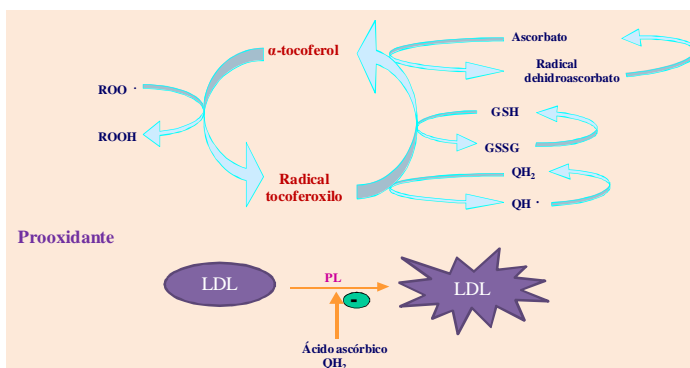 α-tocoferol
Ascorbato
Radical
dehidroascorbato
ROO ·
ROOH
GSH
GSSG
QH₂
QH ·
Radical
tocoferoxilo
Prooxidante
LDL
PL
-
LDL
Ácido ascórbico
QH₂